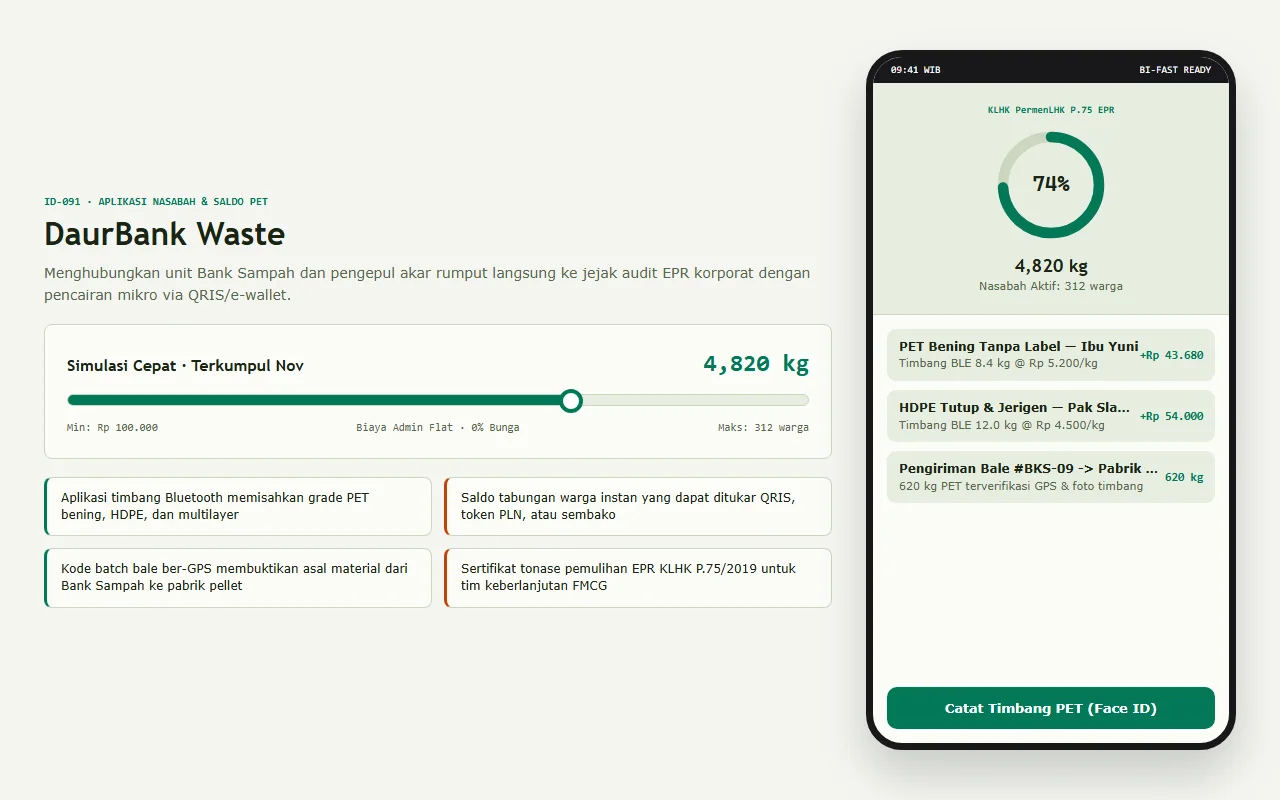 ID-091 · APLIKASI NASABAH & SALDO PET
DaurBank Waste
Menghubungkan unit Bank Sampah dan pengepul akar rumput langsung ke jejak audit EPR korporat dengan
pencairan mikro via QRIS/e-wallet.
Simulasi Cepat · Terkumpul Nov
4,820 kg
Min: Rp 100.000
Biaya Admin Flat · 0% Bunga
Maks: 312 warga
Aplikasi timbang Bluetooth memisahkan grade PET
bening, HDPE, dan multilayer
Saldo tabungan warga instan yang dapat ditukar QRIS,
token PLN, atau sembako
Kode batch bale ber-GPS membuktikan asal material dari
Bank Sampah ke pabrik pellet
Sertifikat tonase pemulihan EPR KLHK P.75/2019 untuk
tim keberlanjutan FMCG
09:41 WIB
BI-FAST READY
KLHK PermenLHK P.75 EPR
74%
4,820 kg
Nasabah Aktif: 312 warga
PET Bening Tanpa Label — Ibu Yuni
Timbang BLE 8.4 kg @ Rp 5.200/kg
+Rp 43.680
HDPE Tutup & Jerigen — Pak Sla...
Timbang BLE 12.0 kg @ Rp 4.500/kg
+Rp 54.000
Pengiriman Bale #BKS-09 -> Pabrik ...
620 kg PET terverifikasi GPS & foto timbang
620 kg
Catat Timbang PET (Face ID)